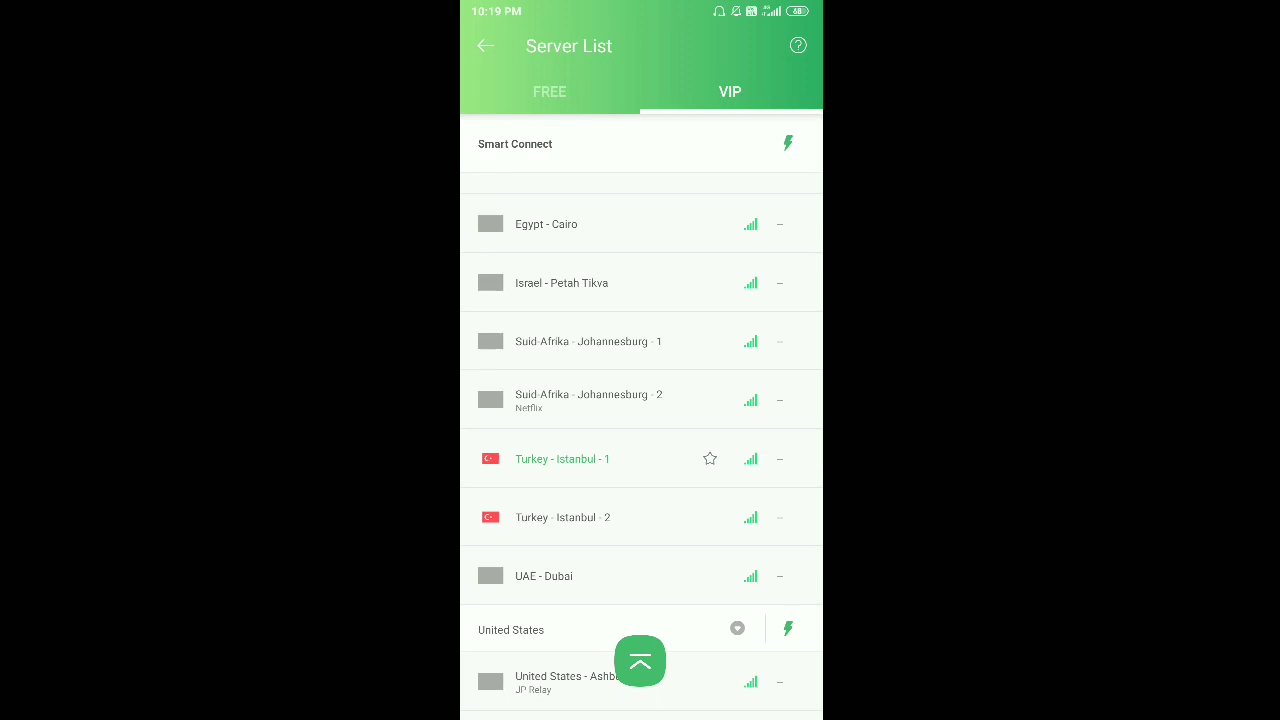 10:19 PM
68
Server List
FREE
VIP
Smart Connect
Egypt - Cairo
--
Israel - Petah Tikva
--
Suid-Afrika - Johannesburg - 1
--
Suid-Afrika - Johannesburg - 2
Netflix
--
Turkey - Istanbul - 1
--
Turkey - Istanbul - 2
--
UAE - Dubai
--
United States
United States - Ashb
JP Relay
--